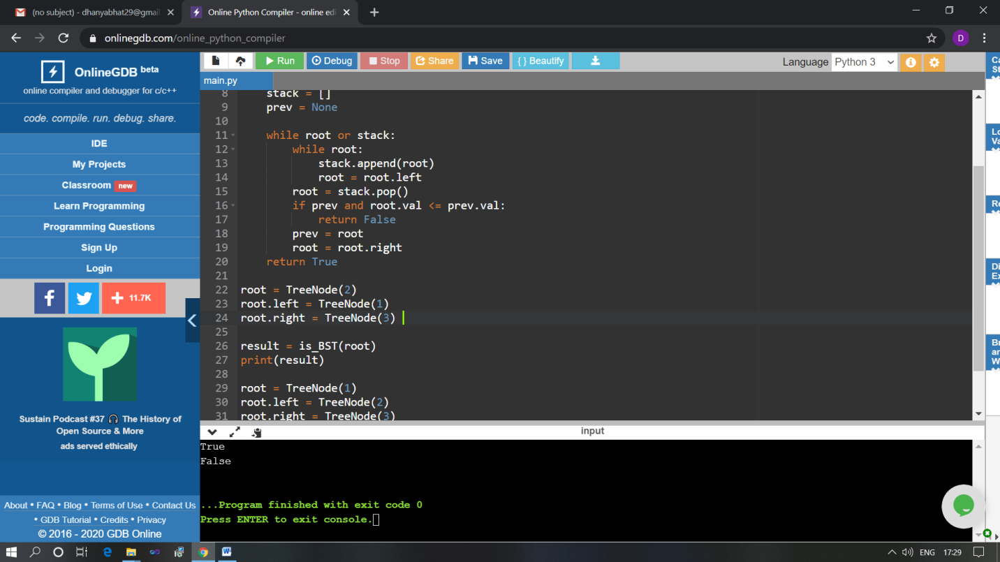 (no subject) - dhanyabhat29@gmail
Online Python Compiler - online edi
onlinegdb.com/online_python_compiler
D
OnlineGDB beta
online compiler and debugger for c/c++
code. compile. run. debug. share.
IDE
My Projects
Classroom new
Learn Programming
Programming Questions
Sign Up
Login
11.7K
Sustain Podcast #37 🎧 The History of
Open Source & More
ads served ethically
About • FAQ • Blog • Terms of Use • Contact Us
• GDB Tutorial • Credits • Privacy
© 2016 - 2020 GDB Online
Run Debug Stop Share Save { } Beautify
Language Python 3
main.py
8 stack = []
9 prev = None
10
11 while root or stack:
12 while root:
13 stack.append(root)
14 root = root.left
15 root = stack.pop()
16 if prev and root.val <= prev.val:
17 return False
18 prev = root
19 root = root.right
20 return True
21
22 root = TreeNode(2)
23 root.left = TreeNode(1)
24 root.right = TreeNode(3)
25
26 result = is_BST(root)
27 print(result)
28
29 root = TreeNode(1)
30 root.left = TreeNode(2)
31 root.right = TreeNode(3)
input
True
False
...Program finished with exit code 0
Press ENTER to exit console.
Ca
St
Lo
Va
Re
Di
Ex
Br
an
W
ENG 17:29